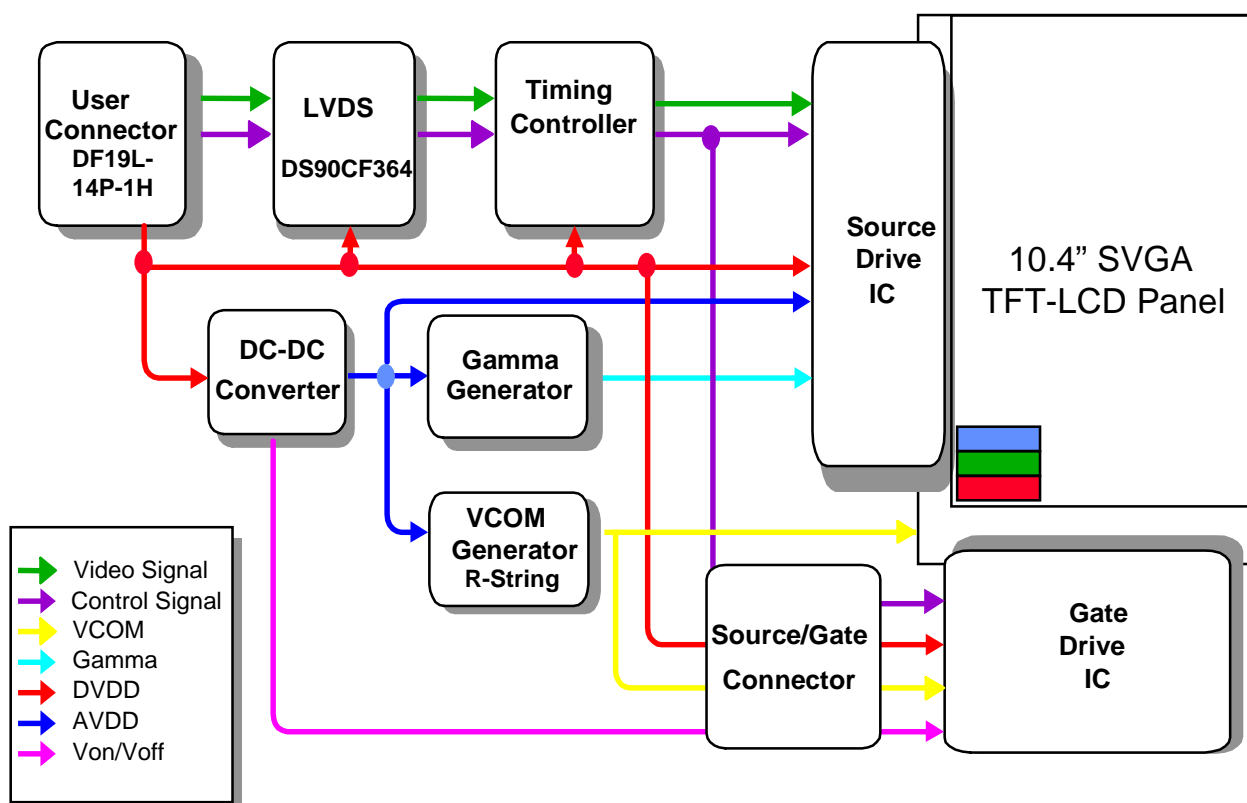 User
Connector
DF19L-
14P-1H
LVDS
DS90CF364
Timing
Controller
Source
Drive
IC
10.4” SVGA
TFT-LCD Panel
DC-DC
Converter
Gamma
Generator
VCOM
Generator
R-String
Source/Gate
Connector
Gate
Drive
IC
Video Signal
Control Signal
VCOM
Gamma
DVDD
AVDD
Von/Voff